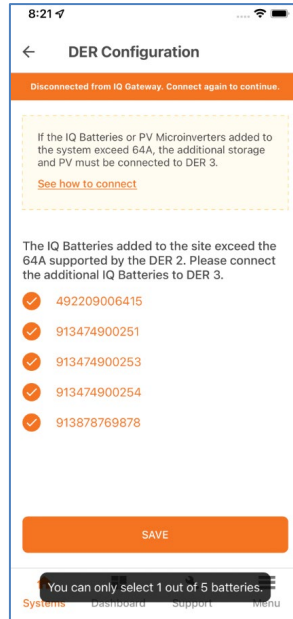 8:21
DER Configuration
Disconnected from IQ Gateway. Connect again to continue.
If the IQ Batteries or PV Microinverters added to
the system exceed 64A, the additional storage
and PV must be connected to DER 3.
See how to connect
The IQ Batteries added to the site exceed the
64A supported by the DER 2. Please connect
the additional IQ Batteries to DER 3.
492209006415
913474900251
913474900253
913474900254
913878769878
SAVE
You can only select 1 out of 5 batteries.
Systems Dashboard Support Menu